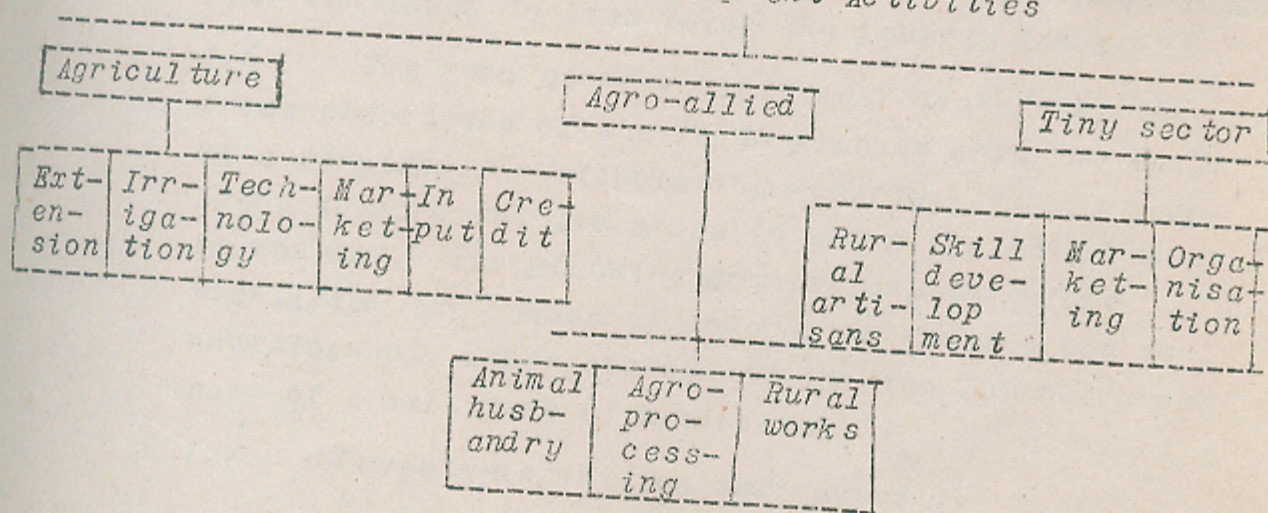 Activities
Agriculture
Agro-allied
Tiny sector
Ext-
en-
sion
Irr-
iga-
tion
Tech-
nolo-
gy
Mar-
ket-
ing
In
put
Cre-
dit
Rur-
al
arti-
sans
Skill
deve-
lop
ment
Mar-
ket-
ing
Orga-
nisa-
tion
Animal
husb-
andry
Agro-
pro-
cess-
ing
Rural
works